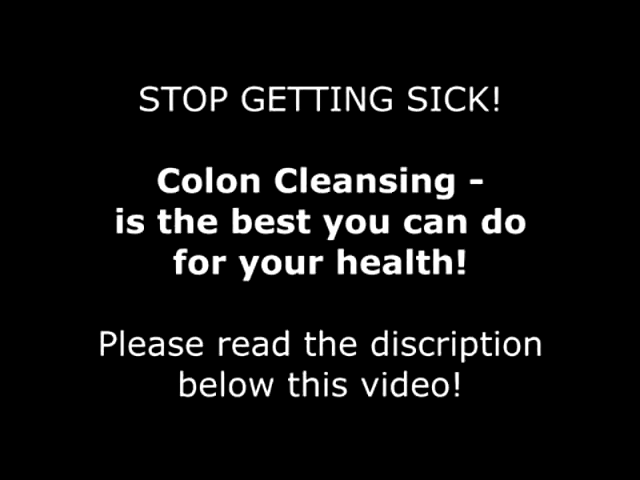 STOP GETTING SICK!
Colon Cleansing -
is the best you can do
for your health!
Please read the discription
below this video!